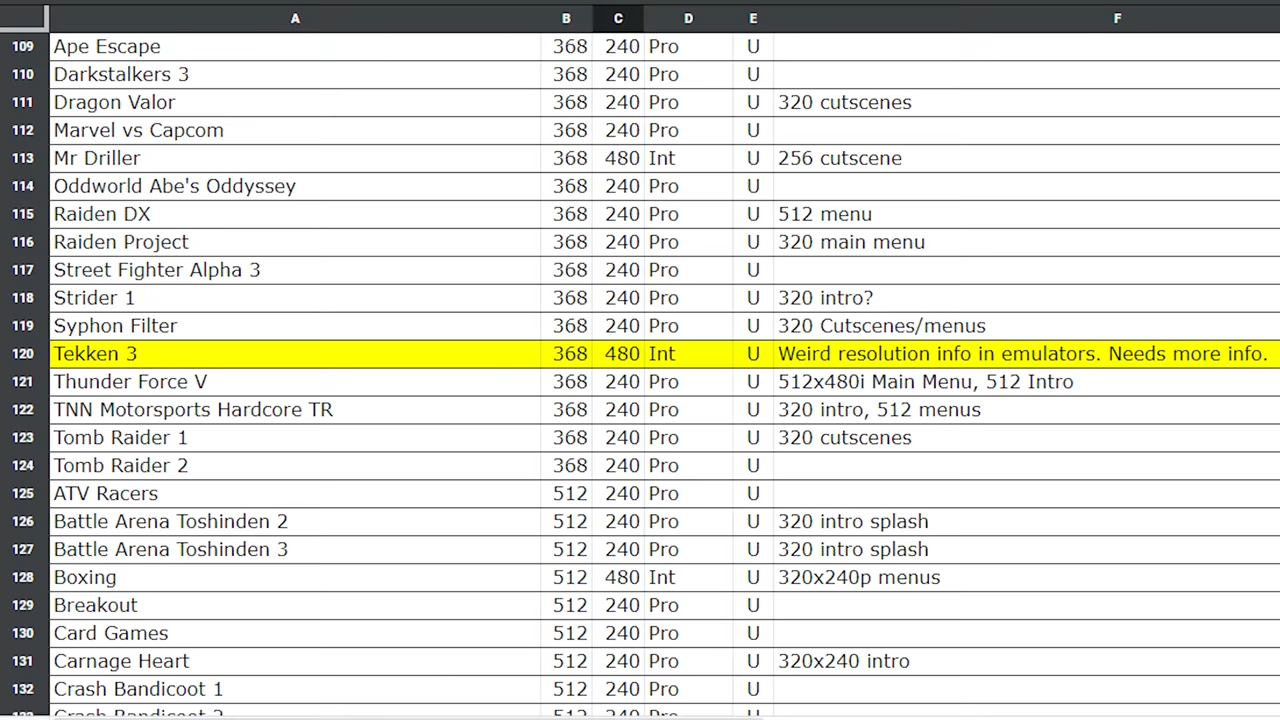 A B C D E F
109 Ape Escape 368 240 Pro U
110 Darkstalkers 3 368 240 Pro U
111 Dragon Valor 368 240 Pro U 320 cutscenes
112 Marvel vs Capcom 368 240 Pro U
113 Mr Driller 368 480 Int U 256 cutscene
114 Oddworld Abe's Oddyssey 368 240 Pro U
115 Raiden DX 368 240 Pro U 512 menu
116 Raiden Project 368 240 Pro U 320 main menu
117 Street Fighter Alpha 3 368 240 Pro U
118 Strider 1 368 240 Pro U 320 intro?
119 Syphon Filter 368 240 Pro U 320 Cutscenes/menus
120 Tekken 3 368 480 Int U Weird resolution info in emulators. Needs more info.
121 Thunder Force V 368 240 Pro U 512x480i Main Menu, 512 Intro
122 TNN Motorsports Hardcore TR 368 240 Pro U 320 intro, 512 menus
123 Tomb Raider 1 368 240 Pro U 320 cutscenes
124 Tomb Raider 2 368 240 Pro U
125 ATV Racers 512 240 Pro U
126 Battle Arena Toshinden 2 512 240 Pro U 320 intro splash
127 Battle Arena Toshinden 3 512 240 Pro U 320 intro splash
128 Boxing 512 480 Int U 320x240p menus
129 Breakout 512 240 Pro U
130 Card Games 512 240 Pro U
131 Carnage Heart 512 240 Pro U 320x240 intro
132 Crash Bandicoot 1 512 240 Pro U
Crash Bandicoot 512 240 Pro U